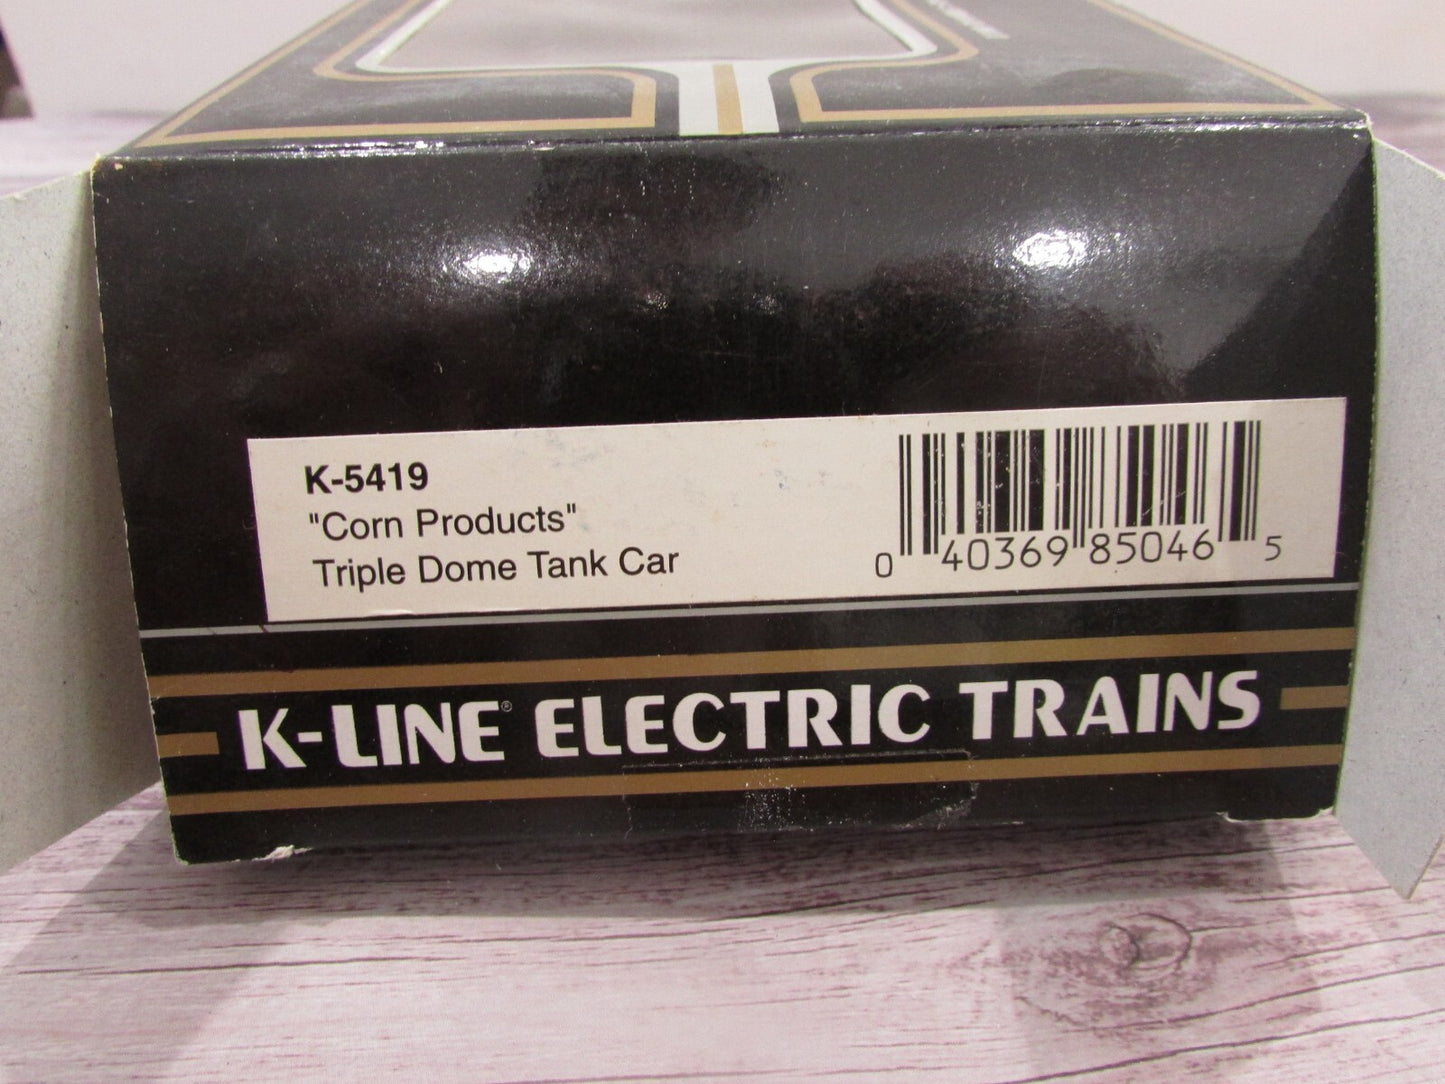 K-5419
"Corn Products"
Triple Dome Tank Car
0 40369 85046 5
K-LINE® ELECTRIC TRAINS